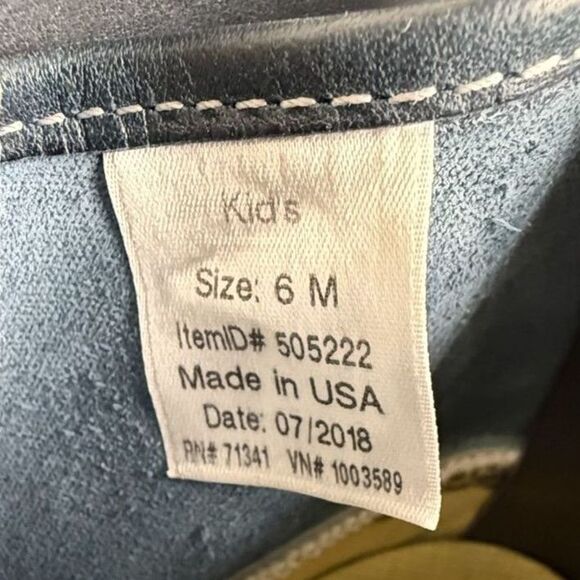 Kid's
Size: 6 M
ItemID# 505222
Made in USA
Date: 07/2018
RN# 71341 VN# 1003589